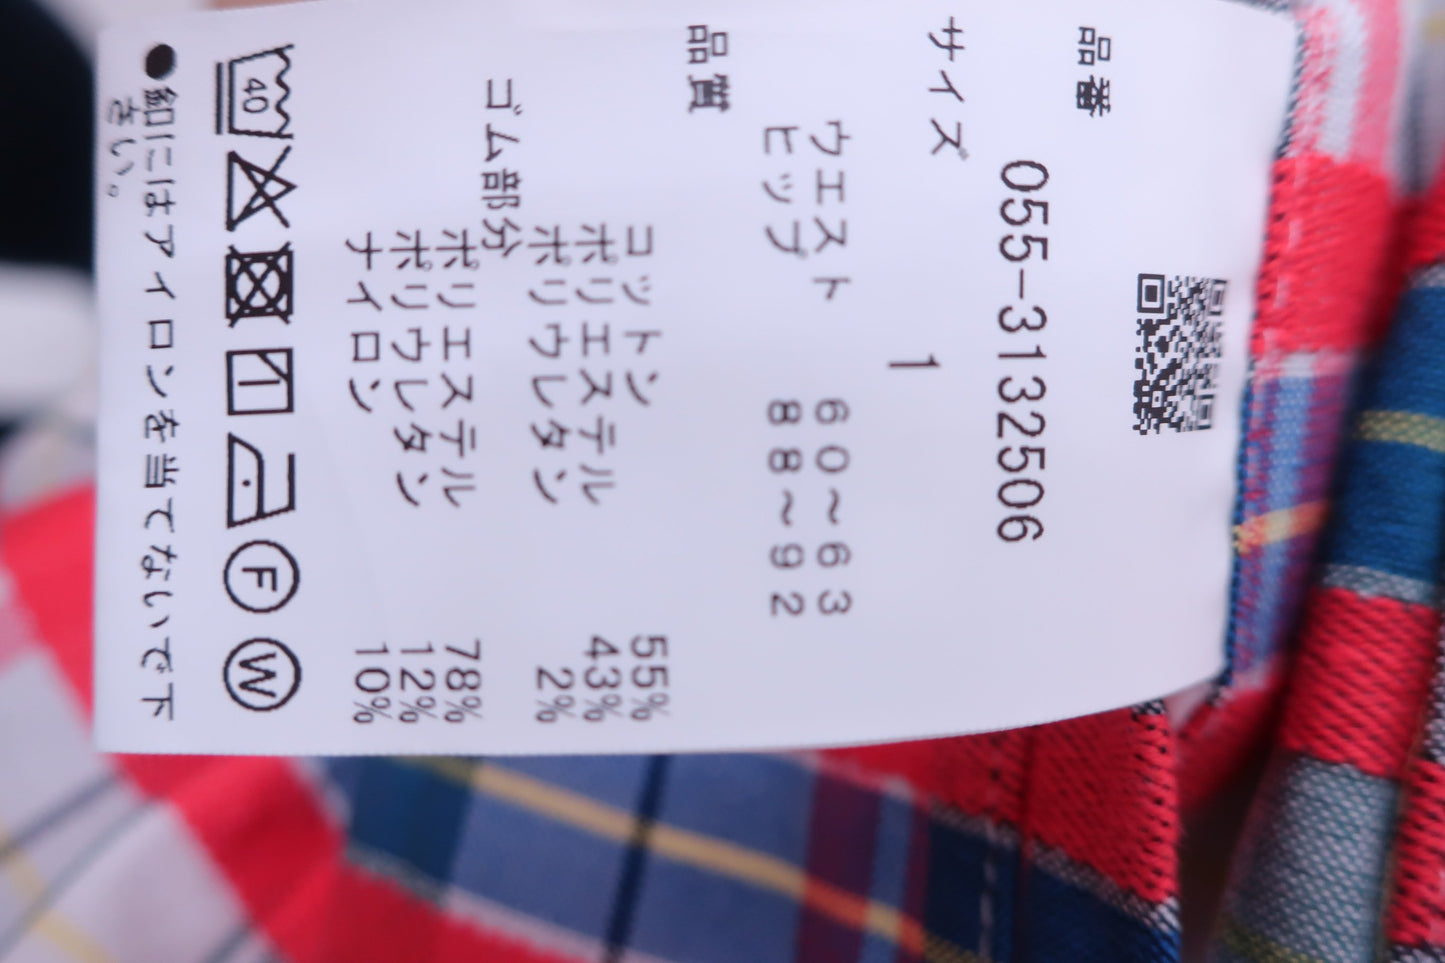 品番
055-3132506
サイズ
1
ウエスト 60～63
ヒップ 88～92
品質
コットン 55%
ポリエステル 43%
ポリウレタン 2%
ゴム部分
ポリエステル 78%
ポリウレタン 12%
ナイロン 10%
40
F
W
●釦にはアイロンを当てないで下
さい。